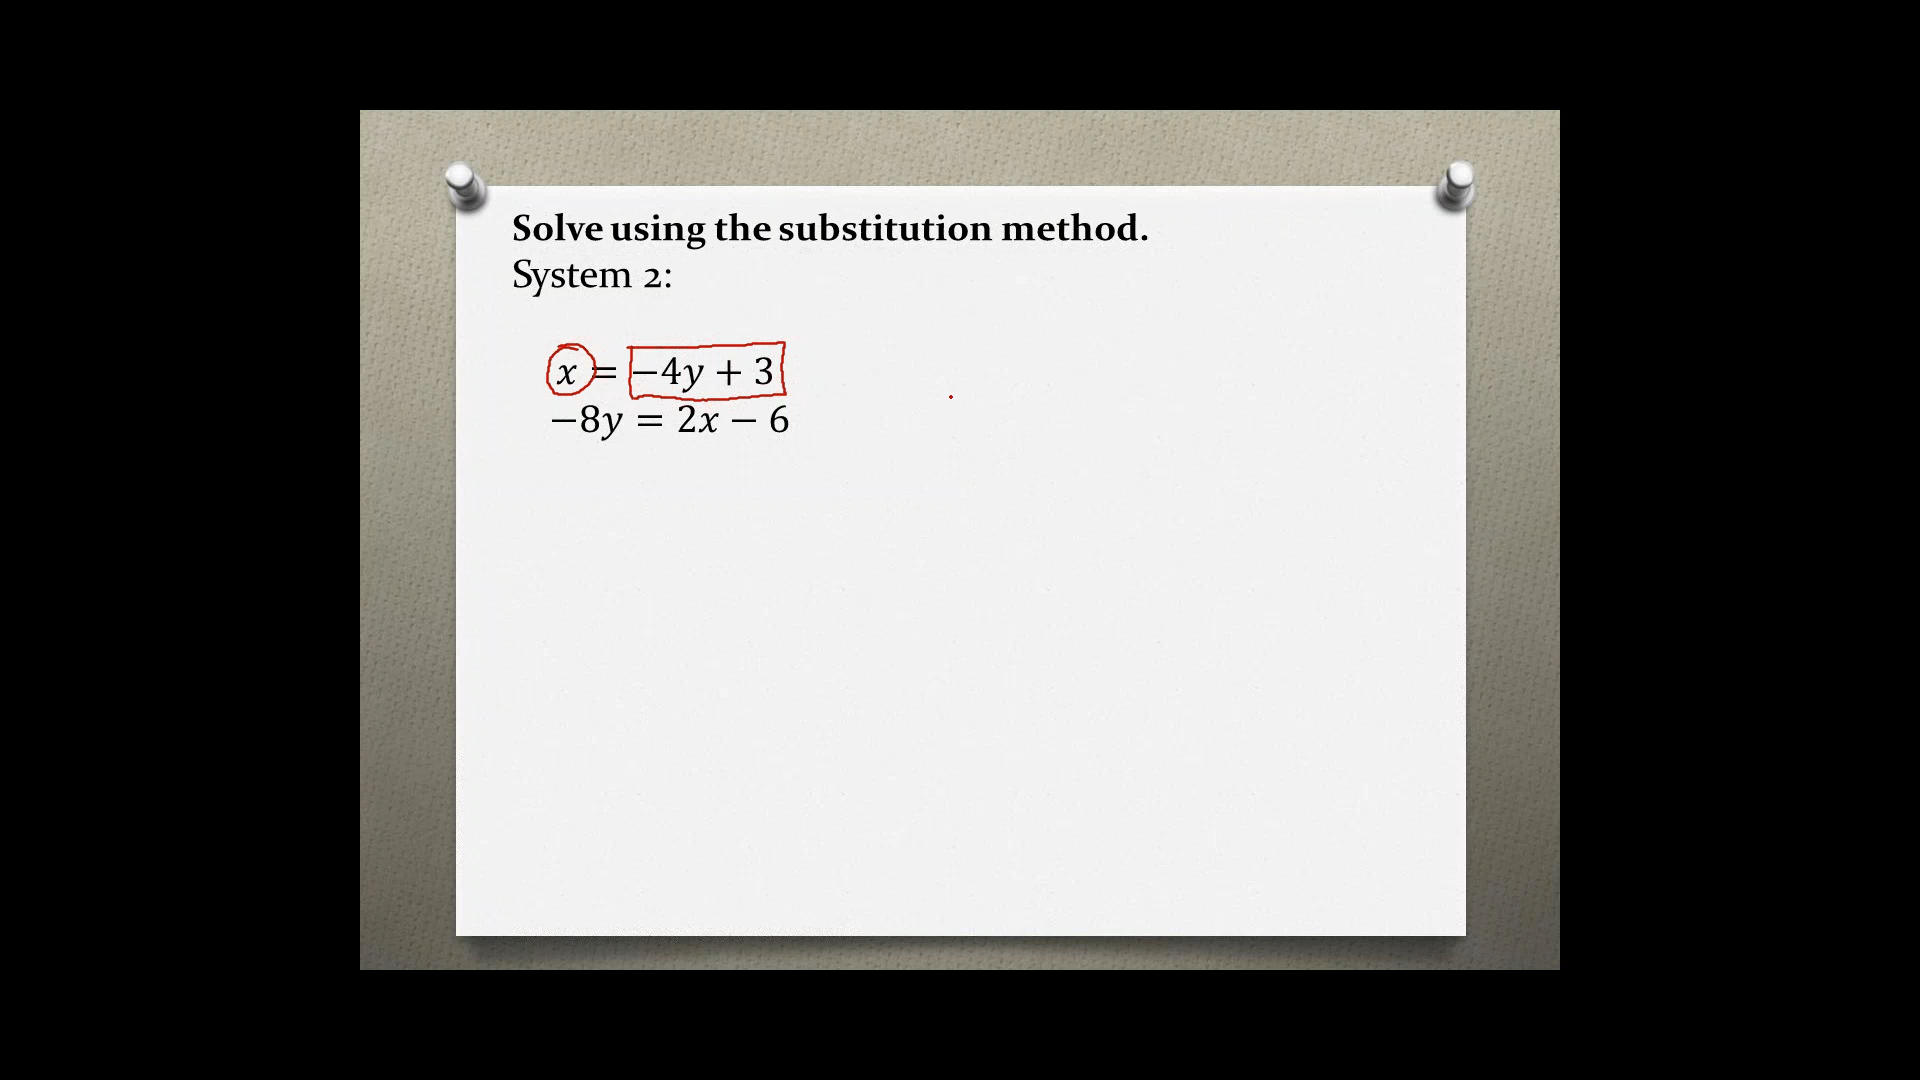 Solve using the substitution method.
System 2:
x = −4y + 3
−8y = 2x − 6